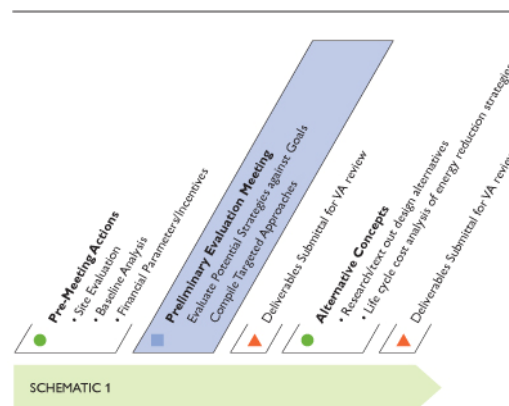 Pre-Meeting Actions
• Site Evaluation
• Baseline Analysis
• Financial Parameters/Incentives
Preliminary Evaluation Meeting
Evaluate Potential Strategies against Goals
Compile Targeted Approaches
Deliverables Submittal for VA review
Alternative Concepts
• Research/text out design alternatives
• Life cycle cost analysis of energy reduction strategies
Deliverables Submittal for VA review
SCHEMATIC 1